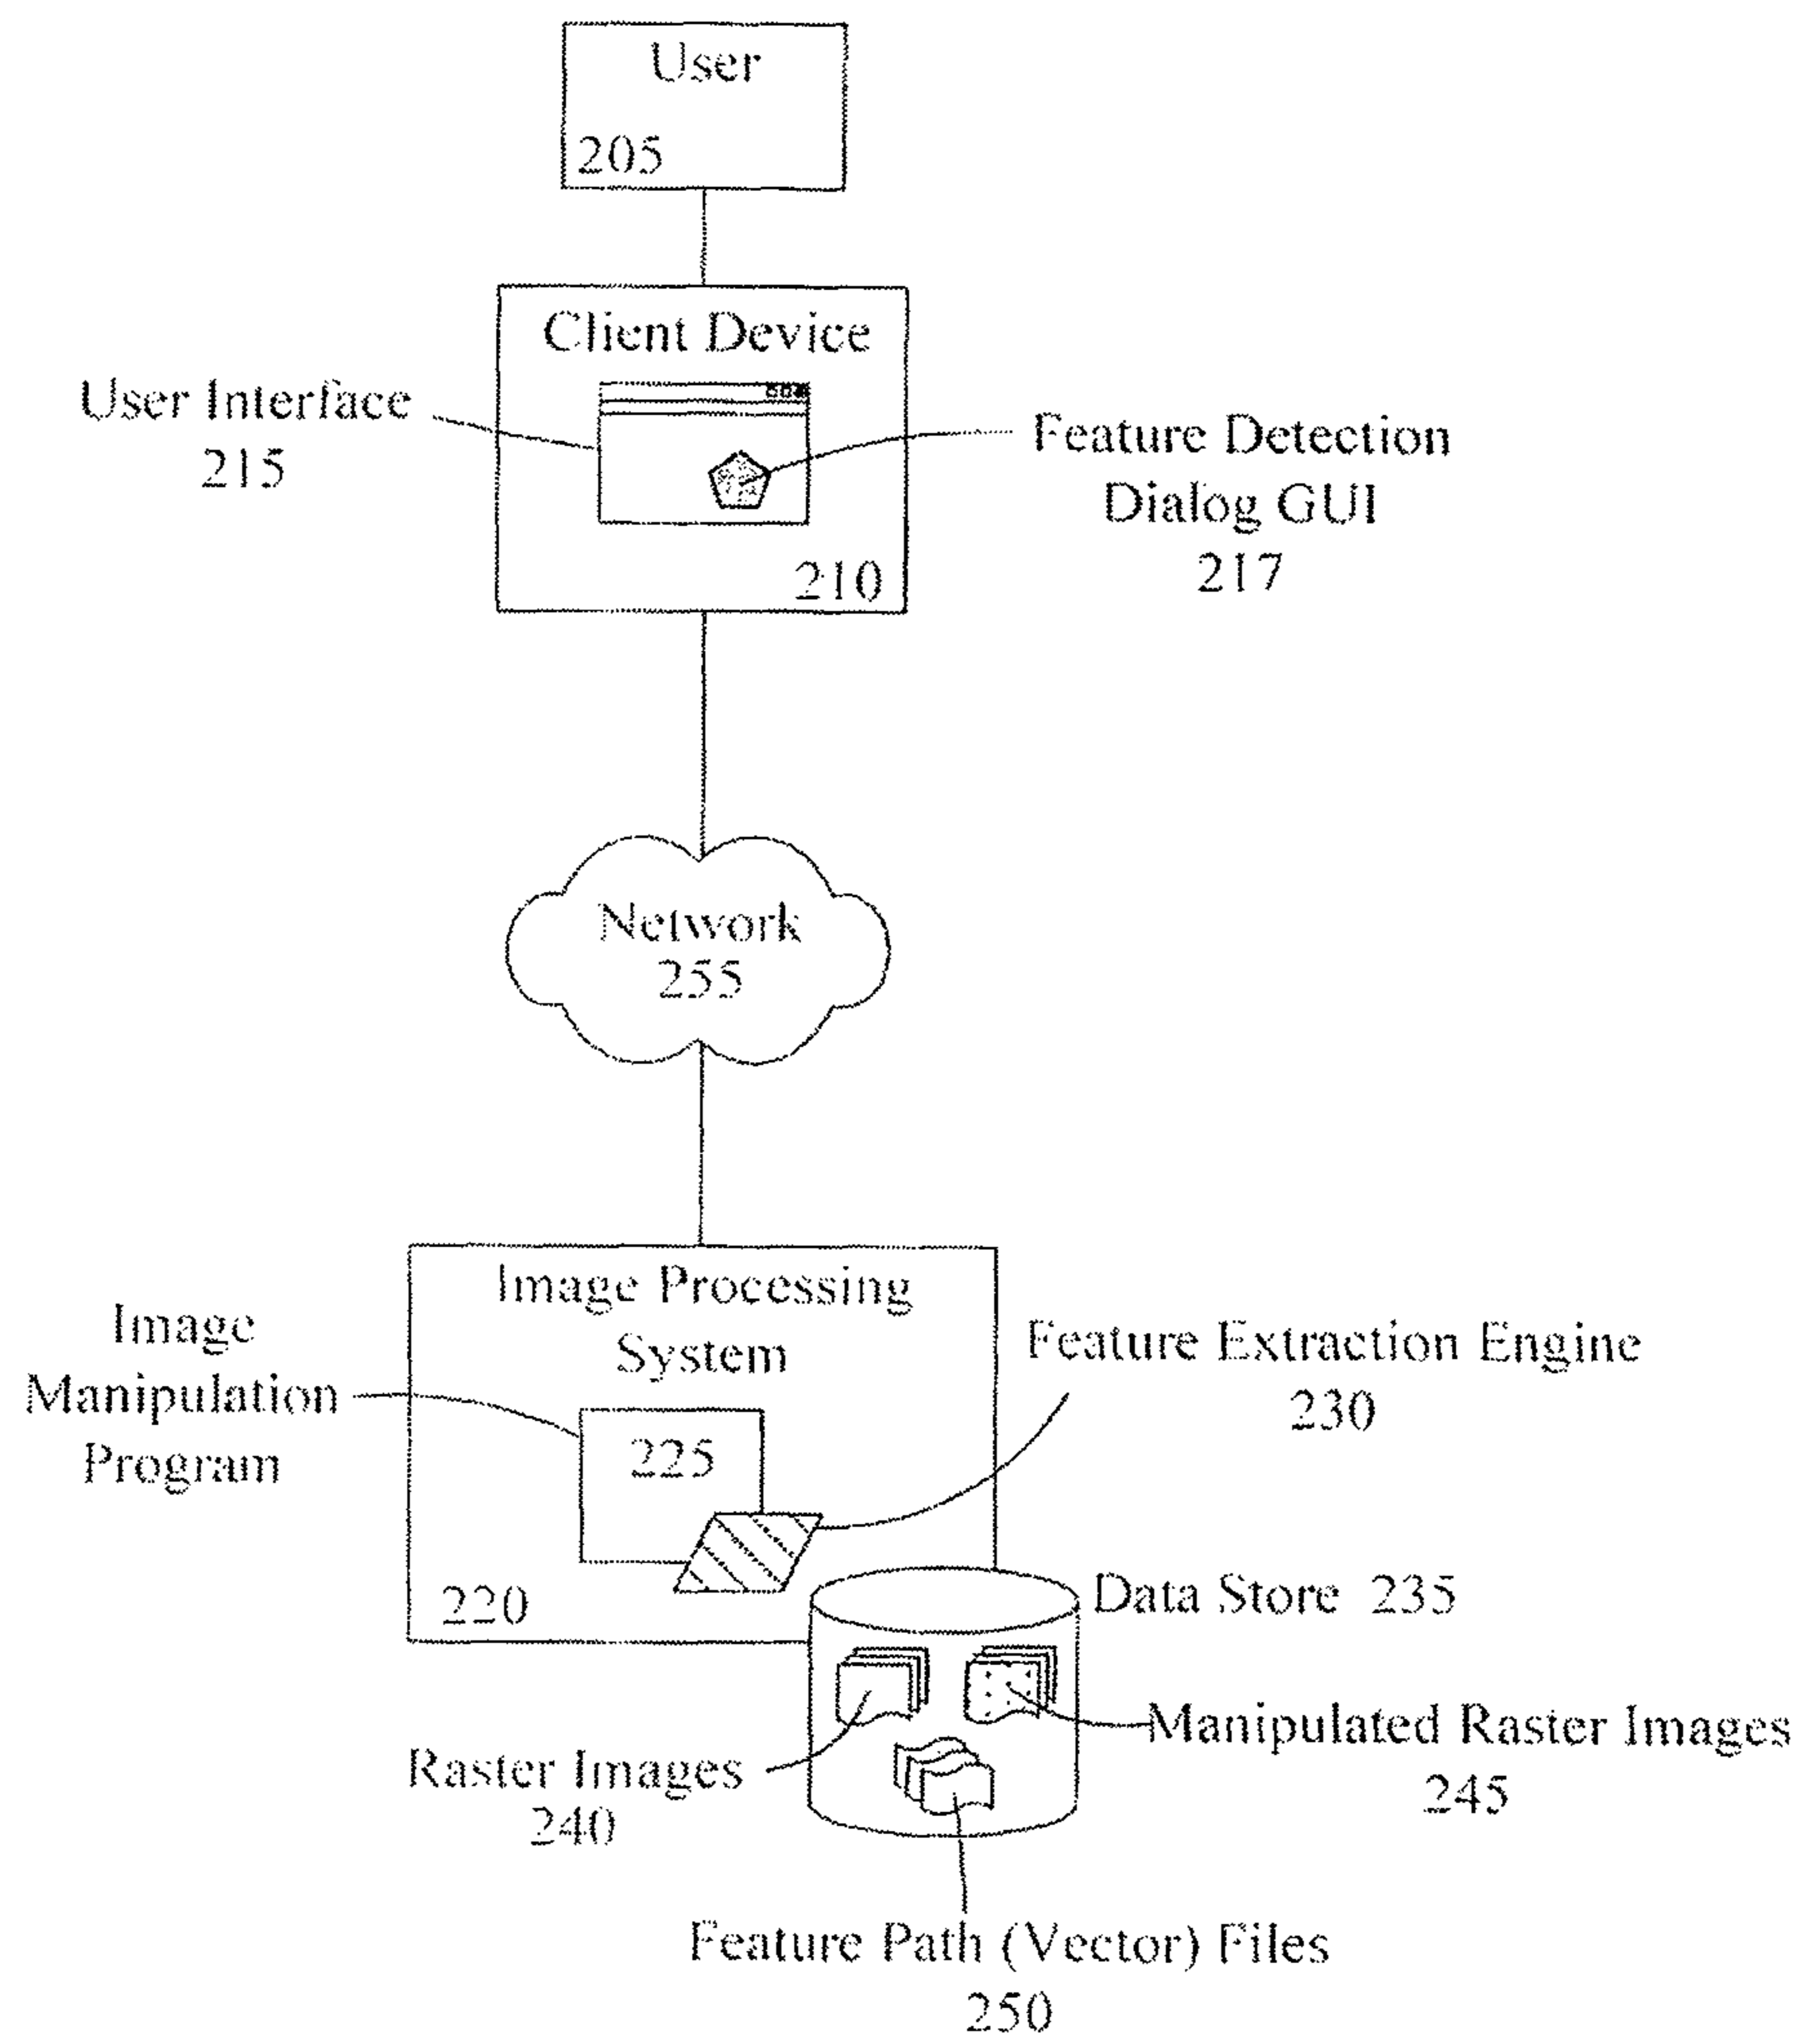 User
205
Client Device
User Interface
215
Feature Detection
Dialog GUI
217
210
Network
255
Image Processing
System
Image
Manipulation
Program
225
Feature Extraction Engine
230
220
Data Store 235
Raster Images
240
Manipulated Raster Images
245
Feature Path (Vector) Files
250